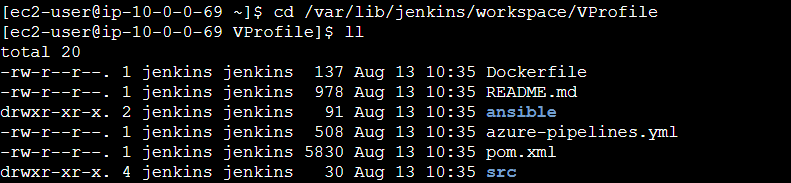 [ec2-user@ip-10-0-0-69 ~]$ cd /var/lib/jenkins/workspace/VProfile
[ec2-user@ip-10-0-0-69 VProfile]$ ll
total 20
-rw-r--r--. 1 jenkins jenkins  137 Aug 13 10:35 Dockerfile
-rw-r--r--. 1 jenkins jenkins  978 Aug 13 10:35 README.md
drwxr-xr-x. 2 jenkins jenkins   91 Aug 13 10:35 ansible
-rw-r--r--. 1 jenkins jenkins  508 Aug 13 10:35 azure-pipelines.yml
-rw-r--r--. 1 jenkins jenkins 5830 Aug 13 10:35 pom.xml
drwxr-xr-x. 4 jenkins jenkins   30 Aug 13 10:35 src